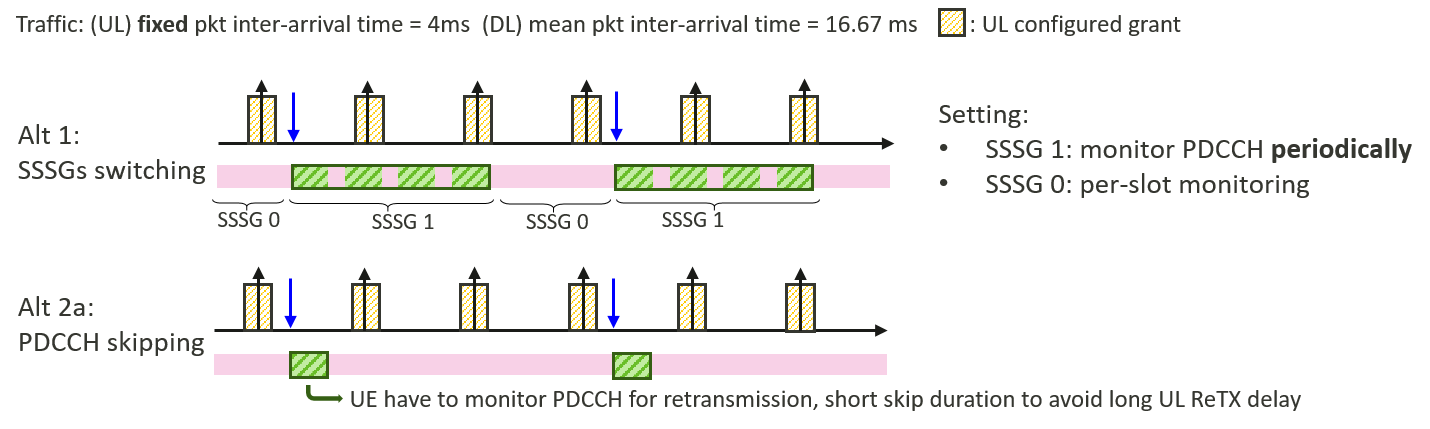 Traffic: (UL) fixed pkt inter-arrival time = 4ms (DL) mean pkt inter-arrival time = 16.67 ms : UL configured grant
Alt 1:
SSSGs switching
SSSG 0 SSSG 1 SSSG 0 SSSG 1
Setting:
• SSSG 1: monitor PDCCH periodically
• SSSG 0: per-slot monitoring
Alt 2a:
PDCCH skipping
UE have to monitor PDCCH for retransmission, short skip duration to avoid long UL ReTX delay